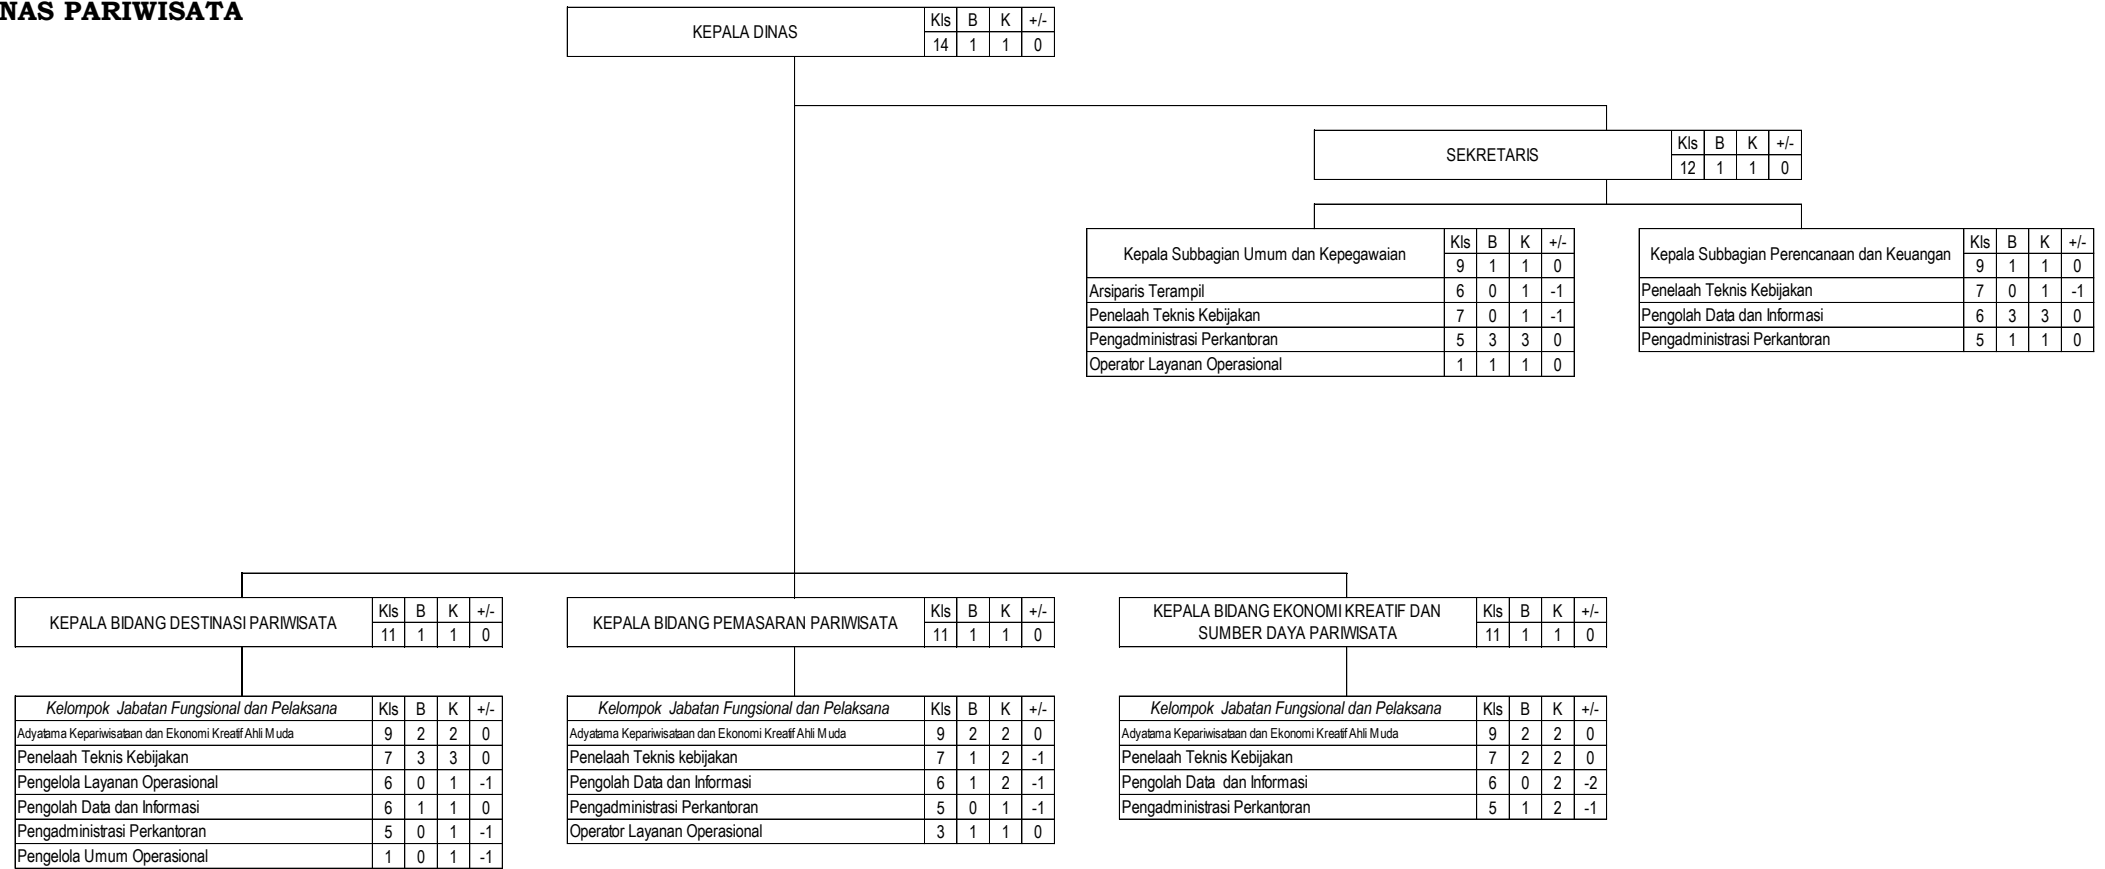 NAS PARIWISATA
KEPALA DINAS Kls B K +/-
14 1 1 0
SEKRETARIS Kls B K +/-
12 1 1 0
Kepala Subbagian Umum dan Kepegawaian Kls B K +/-
9 1 1 0
Arsiparis Terampil 6 0 1 -1
Penelaah Teknis Kebijakan 7 0 1 -1
Pengadministrasi Perkantoran 5 3 3 0
Operator Layanan Operasional 1 1 1 0
Kepala Subbagian Perencanaan dan Keuangan Kls B K +/-
9 1 1 0
Penelaah Teknis Kebijakan 7 0 1 -1
Pengolah Data dan Informasi 6 3 3 0
Pengadministrasi Perkantoran 5 1 1 0
KEPALA BIDANG DESTINASI PARIWISATA Kls B K +/-
11 1 1 0
Kelompok Jabatan Fungsional dan Pelaksana Kls B K +/-
Adyatama Kepariwisataan dan Ekonomi Kreatif Ahli Muda 9 2 2 0
Penelaah Teknis Kebijakan 7 3 3 0
Pengelola Layanan Operasional 6 0 1 -1
Pengolah Data dan Informasi 6 1 1 0
Pengadministrasi Perkantoran 5 0 1 -1
Pengelola Umum Operasional 1 0 1 -1
KEPALA BIDANG PEMASARAN PARIWISATA Kls B K +/-
11 1 1 0
Kelompok Jabatan Fungsional dan Pelaksana Kls B K +/-
Adyatama Kepariwisataan dan Ekonomi Kreatif Ahli Muda 9 2 2 0
Penelaah Teknis kebijakan 7 1 2 -1
Pengolah Data dan Informasi 6 1 2 -1
Pengadministrasi Perkantoran 5 0 1 -1
Operator Layanan Operasional 3 1 1 0
KEPALA BIDANG EKONOMI KREATIF DAN Kls B K +/-
SUMBER DAYA PARIWISATA 11 1 1 0
Kelompok Jabatan Fungsional dan Pelaksana Kls B K +/-
Adyatama Kepariwisataan dan Ekonomi Kreatif Ahli Muda 9 2 2 0
Penelaah Teknis Kebijakan 7 2 2 0
Pengolah Data dan Informasi 6 0 2 -2
Pengadministrasi Perkantoran 5 1 2 -1